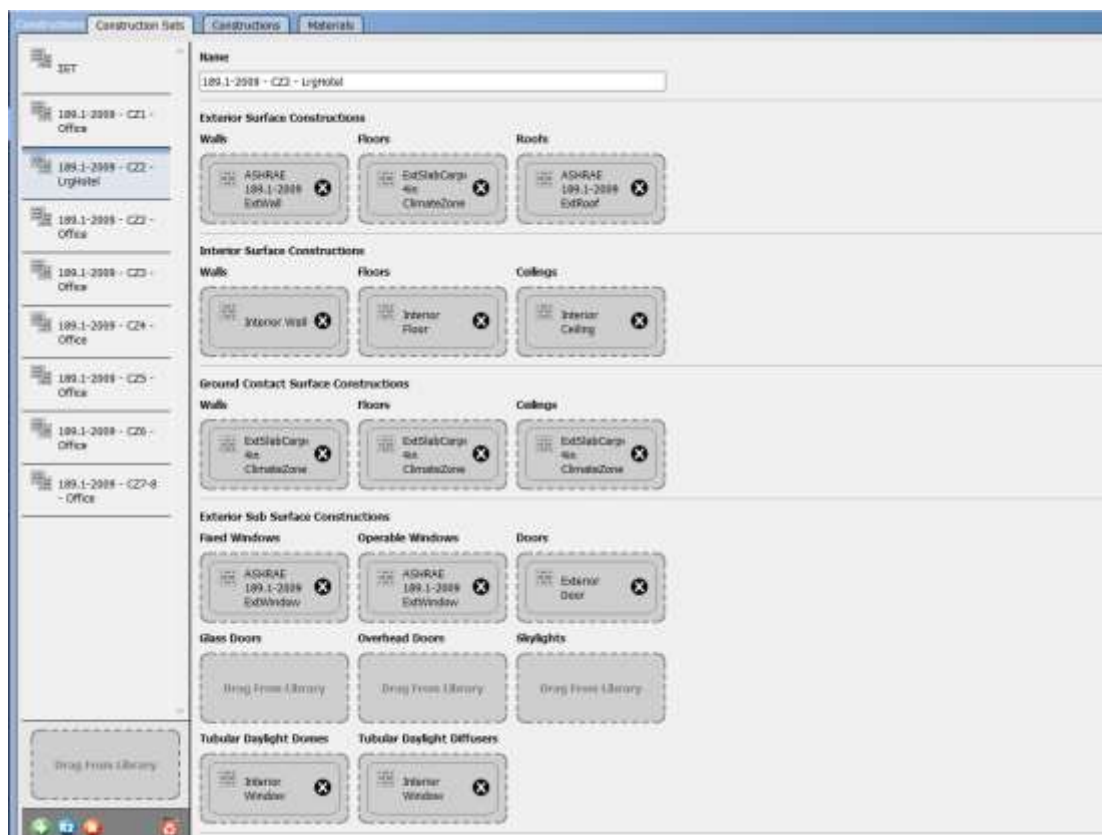 Constructions
Construction Sets
Constructions
Materials
SET
189.1-2009 - CZ1 -
Office
189.1-2009 - CZ2 -
LrgHotel
189.1-2009 - CZ2 -
Office
189.1-2009 - CZ3 -
Office
189.1-2009 - CZ4 -
Office
189.1-2009 - CZ5 -
Office
189.1-2009 - CZ6 -
Office
189.1-2009 - CZ7-8
- Office
Drag From Library
Name
189.1-2009 - CZ2 - LrgHotel
Exterior Surface Constructions
Walls Floors Roofs
ASHRAE ExtSlabCarp ASHRAE
189.1-2009 4in 189.1-2009
ExtWall ClimateZone ExtRoof
Interior Surface Constructions
Walls Floors Ceilings
Interior Wall Interior Interior
Floor Ceiling
Ground Contact Surface Constructions
Walls Floors Ceilings
ExtSlabCarp ExtSlabCarp ExtSlabCarp
4in 4in 4in
ClimateZone ClimateZone ClimateZone
Exterior Sub Surface Constructions
Fixed Windows Operable Windows Doors
ASHRAE ASHRAE Exterior
189.1-2009 189.1-2009 Door
ExtWindow ExtWindow
Glass Doors Overhead Doors Skylights
Drag From Library Drag From Library Drag From Library
Tubular Daylight Domes Tubular Daylight Diffusers
Interior Interior
Window Window